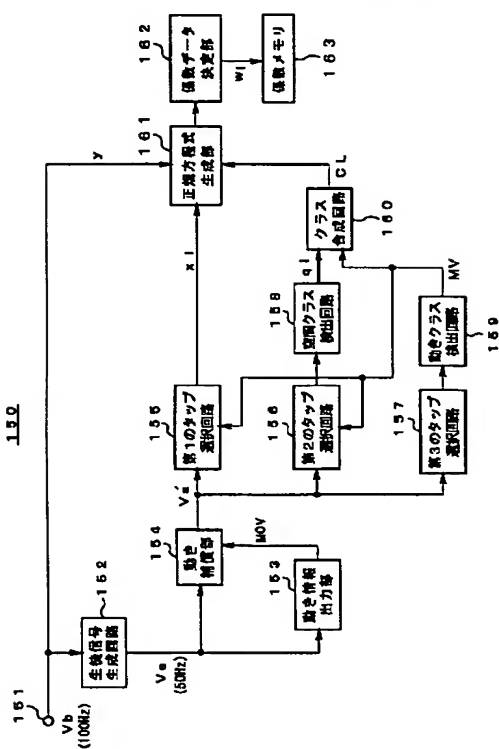 150
151
Vb
(100Hz)
152
生徒信号
生成回路
Va
(50Hz)
153
動き情報
出力部
MOV
154
動き
補償部
Va'
155
第1のタップ
選択回路
xi
156
第2のタップ
選択回路
157
第3のタップ
選択回路
158
空間クラス
検出回路
qi
159
動きクラス
検出回路
MV
160
クラス
合成回路
CL
y
161
正規方程式
生成部
162
係数データ
決定部
wi
163
係数メモリ